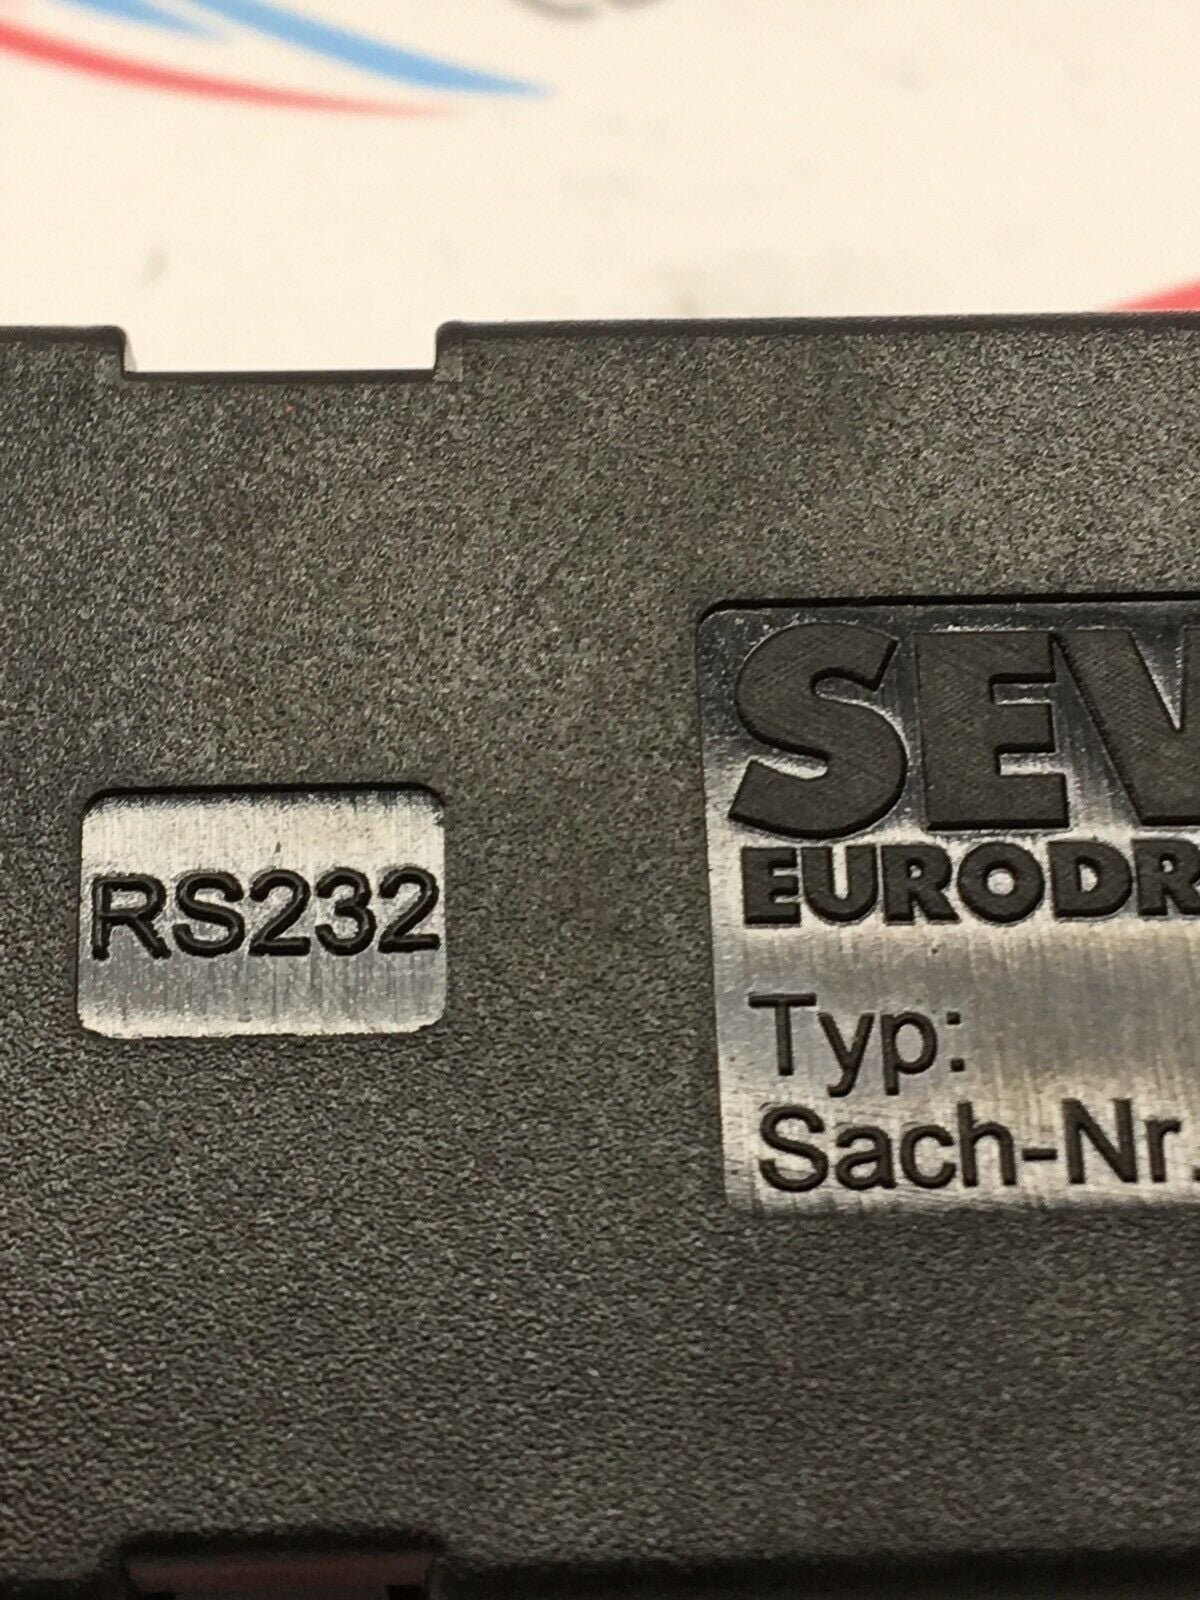 RS232
SEV
EURODR
Typ:
Sach-Nr